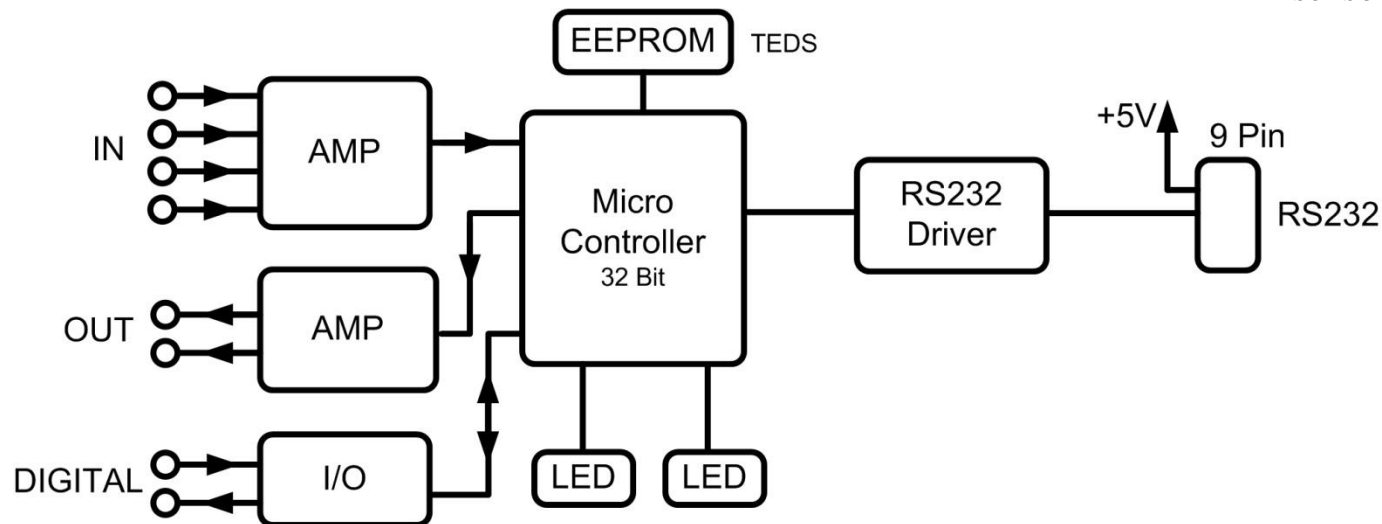 EEPROM TEDS
IN
AMP
Micro
Controller
32 Bit
RS232
Driver
+5V
9 Pin
RS232
OUT
AMP
DIGITAL
I/O
LED
LED